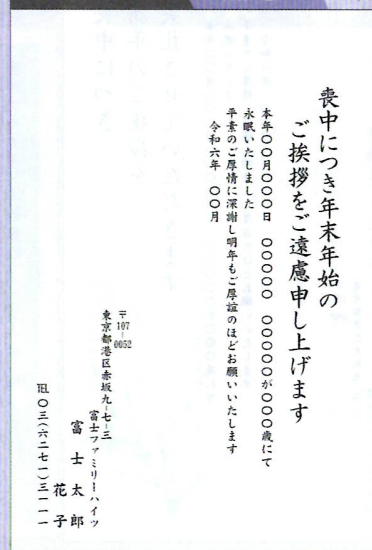 喪中につき年末年始の
ご挨拶をご遠慮申し上げます
本年〇〇月〇〇〇日　〇〇〇〇〇　〇〇〇〇〇が〇〇〇歳にて
永眠いたしました
平素のご厚情に深謝し明年もご厚誼のほどお願いいたします
令和六年　〇〇月
〒107-0052
東京都港区赤坂九-七-三
富士ファミリーハイツ
富士太郎
花子
TEL〇三(六二七一)三一一一